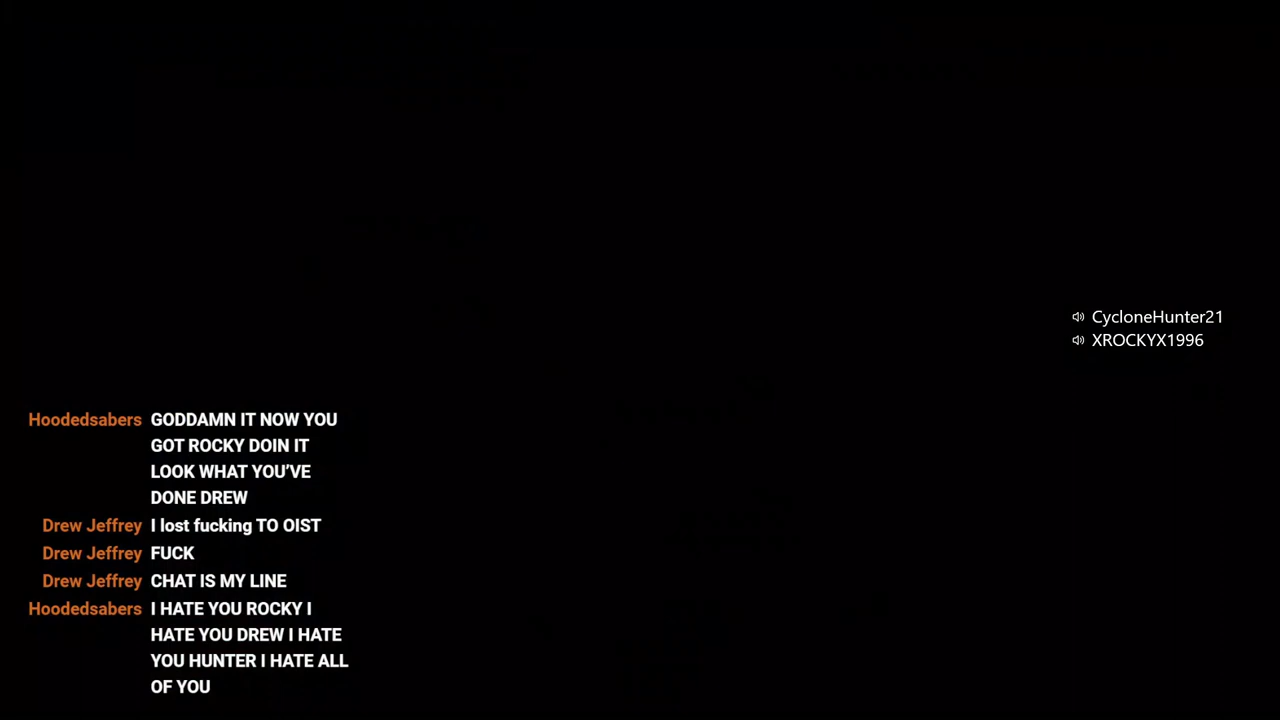 CycloneHunter21
XROCKYX1996
Hoodedsabers GODDAMN IT NOW YOU
GOT ROCKY DOIN IT
LOOK WHAT YOU'VE
DONE DREW
Drew Jeffrey I lost fucking TO OIST
Drew Jeffrey FUCK
Drew Jeffrey CHAT IS MY LINE
Hoodedsabers I HATE YOU ROCKY I
HATE YOU DREW I HATE
YOU HUNTER I HATE ALL
OF YOU